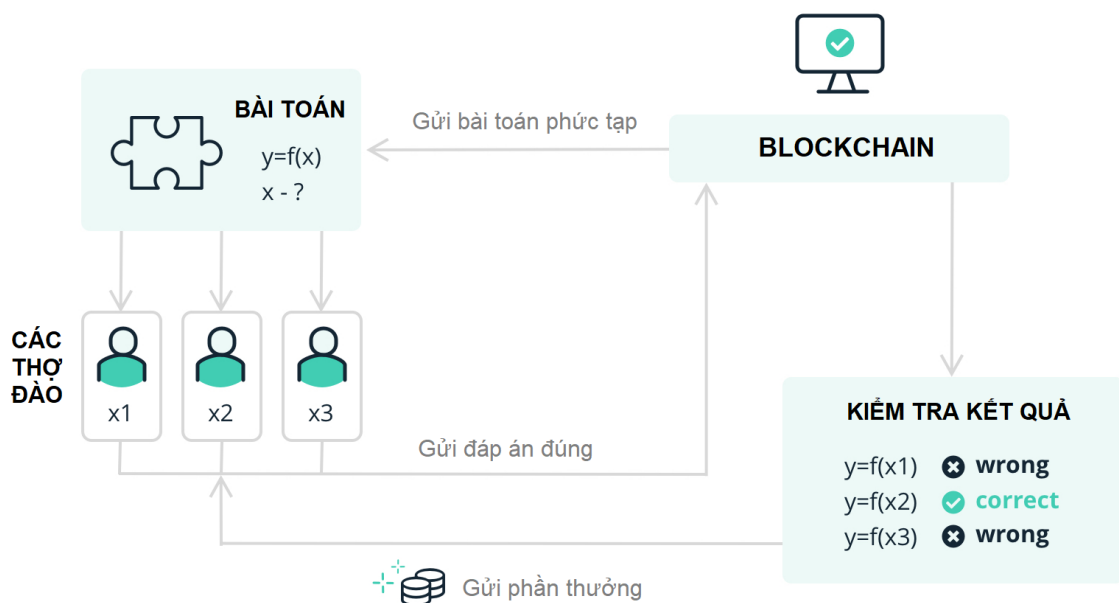 BÀI TOÁN
y=f(x)
x - ?
Gửi bài toán phức tạp
BLOCKCHAIN
CÁC
THỢ
ĐÀO
x1
x2
x3
Gửi đáp án đúng
KIỂM TRA KẾT QUẢ
y=f(x1) wrong
y=f(x2) correct
y=f(x3) wrong
Gửi phần thưởng